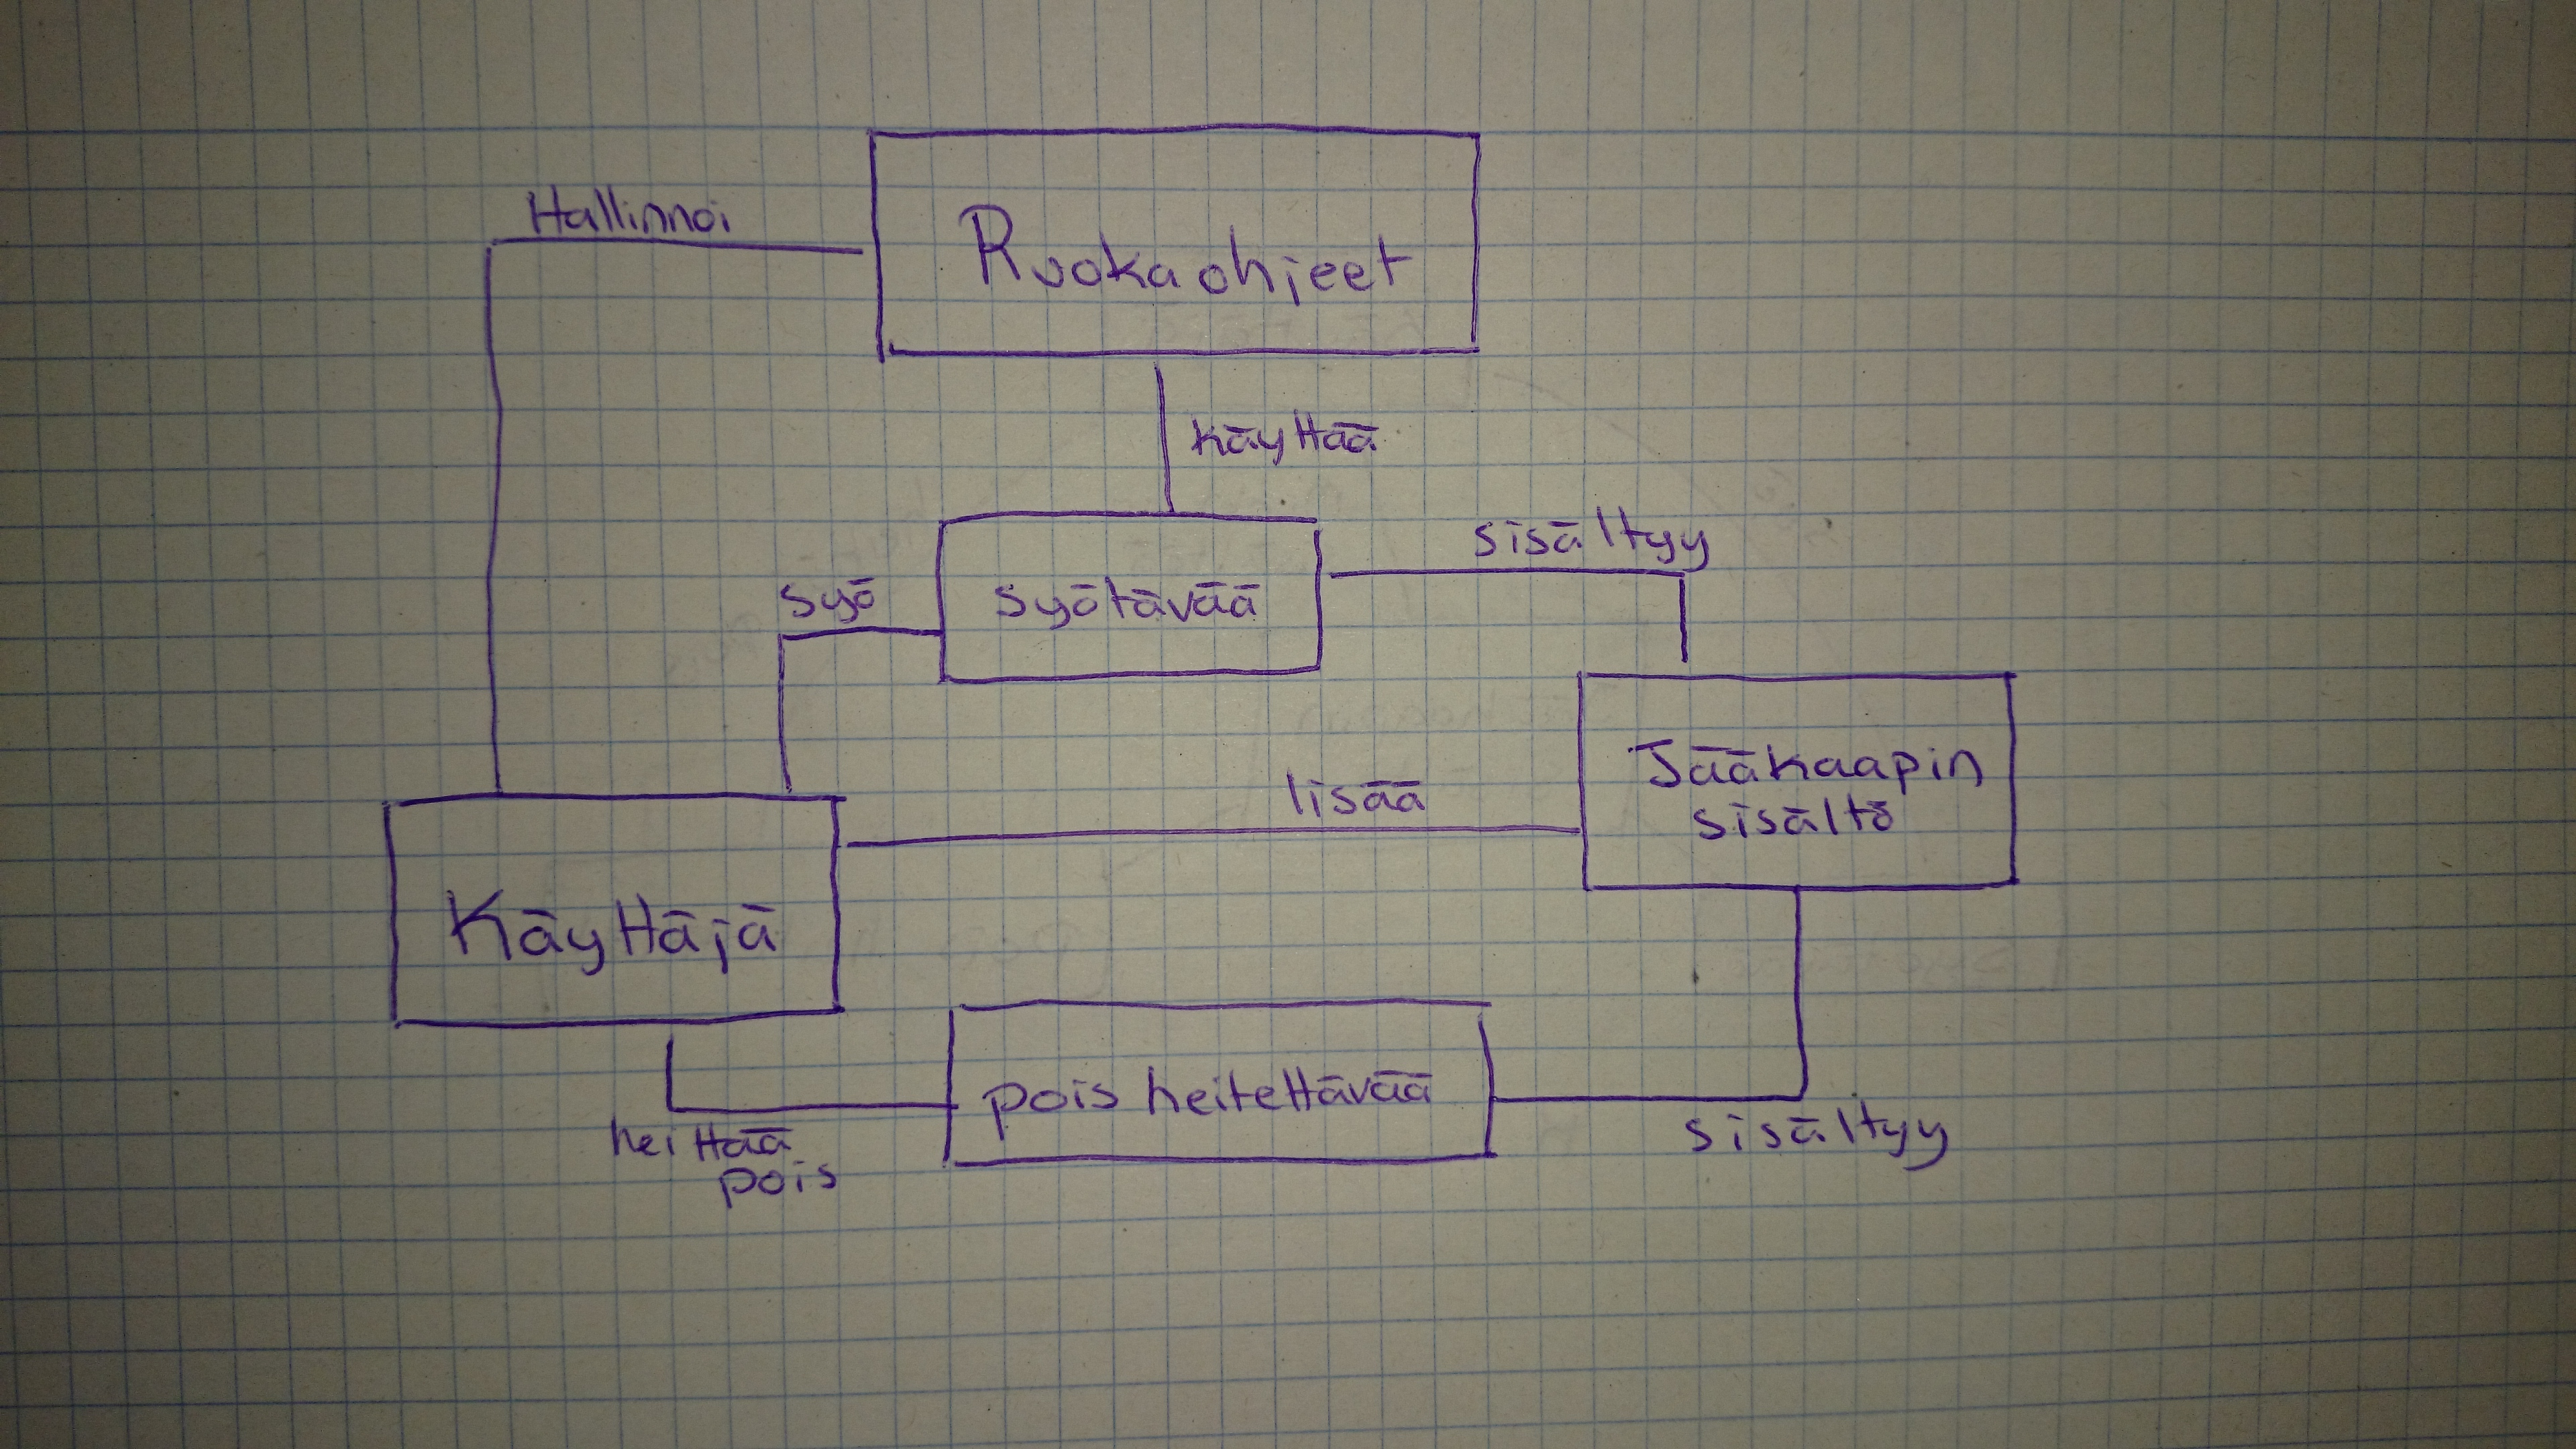 Hallinnoi
Ruokaohjeet
käyttää
sisältyy
syö
syötävää
Jääkaapin
sisältö
lisää
Käyttäjä
pois heitettävää
heittää
pois
sisältyy